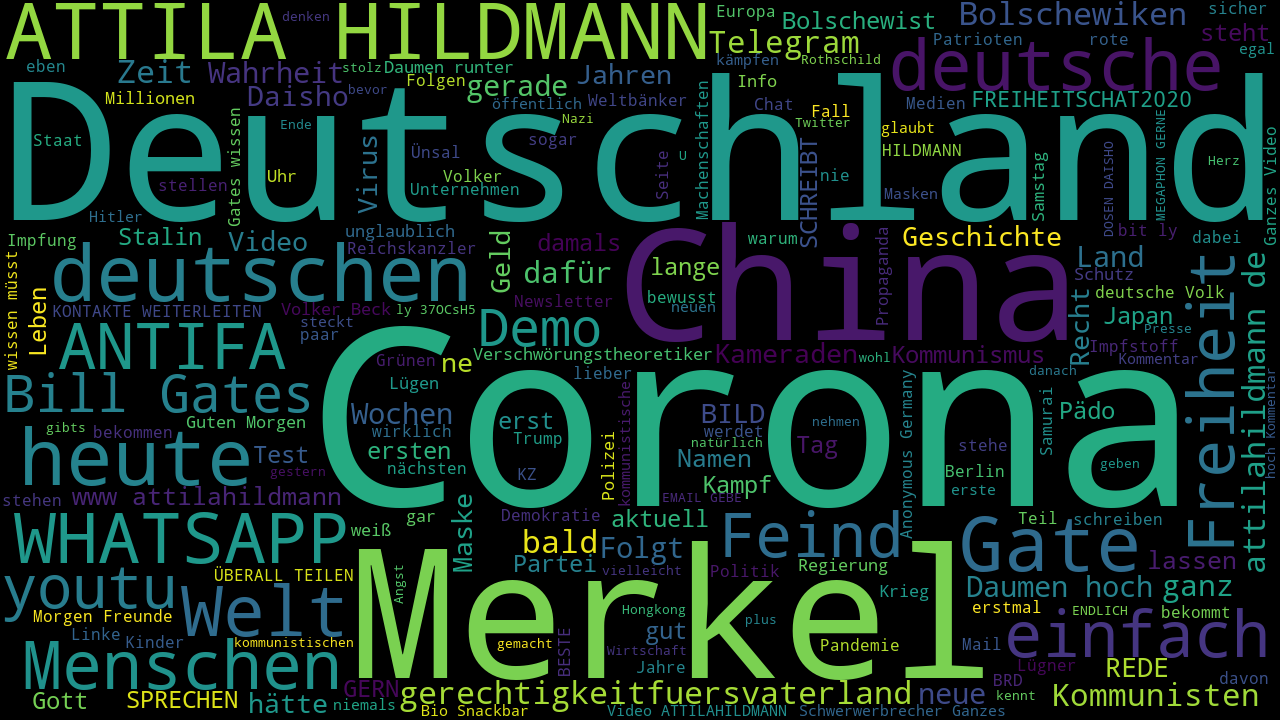 ATTILA HILDMANN
denken
Europa
Bolschewist
Bolschewiken
sicher
Telegram
Patrioten
rote
steht
egal
eben
Zeit
Wahrheit
stolz
Daumen runter
Jahren
kämpfen
Rothschild
deutsche
Millionen
Daisho
bevor
Folgen
gerade
öffentlich
Weltbänker
Machenschaften
Info
Chat
Fall
Medien
FREIHEITSCHAT2020
Deutschland
Staat
Gates wissen
Ende
Virus
Ünsal
Nazi
sogar
Twitter
glaubt
HILDMANN
MEGAPHON GERNE
Herz
Ganzes Video
stellen
Uhr
Volker
Unternehmen
Seite
U
SCHREIBT
nie
Masken
Samstag
DOSEN DAISHO
Hitler
Impfung
Stalin
Video
unglaublich
Reichskanzler
Geld
damals
dafür
China
warum
lange
bewusst
neuen
Propaganda
Geschichte
Land
Schutz
bit ly
dabei
wissen müsst
Leben
deutschen
KONTAKTE WEITERLEITEN
Volker Beck
ly 37OCsH5
Newsletter
deutsche Volk
Japan
Presse
Freiheit
attilahildmann de
steckt
paar
ANTIFA
Demo
Recht
Impfstoff
Kommentar
Grünen
ne
Verschwörungstheoretiker
Kameraden
wohl
Kommunismus
Bill Gates
Lügen
lieber
danach
hoch Kommentar
Corona
Guten Morgen
Wochen
erst
kommunistische
BILD
Anonymous Germany
Samurai
Pädo
gibts
bekommen
wirklich
Trump
Polizei
werdet
nehmen
heute
Test
ersten
natürlich
Tag
stehe
gestern
nächsten
KZ
Namen
Berlin
geben
stehen
www attilahildmann
Kampf
erste
EMAIL GEBE
WHATSAPP
weiß
gar
Maske
Demokratie
aktuell
Teil
schreiben
bald
Folgt
Feind
Gate
lassen
youtu
ÜBERALL TEILEN
Angst
Partei
vielleicht
Politik
Regierung
Daumen hoch
ganz
Welt
Merkel
Krieg
erstmal
ENDLICH
bekommt
Morgen Freunde
Hongkong
plus
Linke
Kinder
kommunistischen
gemacht
BESTE
gut
Wirtschaft
Pandemie
Mail
einfach
Menschen
Jahre
Lügner
REDE
davon
Gott
SPRECHEN
hätte
GERN
niemals
gerechtigkeitfuersvaterland
neue
BRD
kennt
Kommunisten
Bio Snackbar
Video ATTILAHILDMANN
Schwerwerbrecher Ganzes